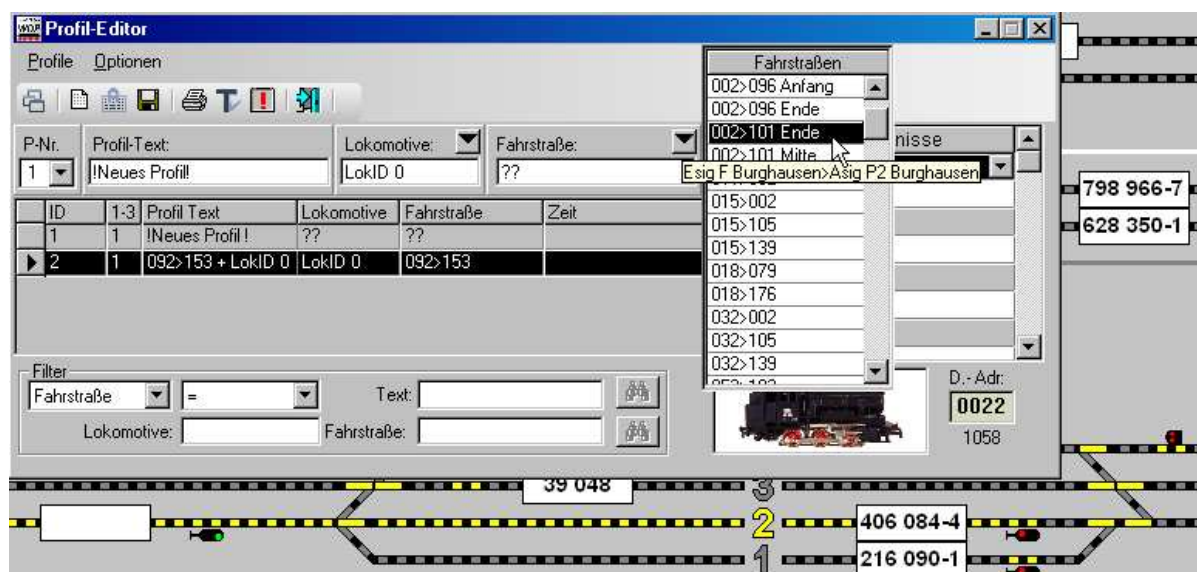 WDP Profil-Editor
Profile Optionen
P-Nr. Profil-Text: Lokomotive: Fahrstraße:
1 !Neues Profil! LokID 0 ??
ID 1-3 Profil Text Lokomotive Fahrstraße Zeit
1 1 !Neues Profil ! ?? ??
2 1 092>153 + LokID 0 LokID 0 092>153
Filter
Fahrstraße = Text:
Lokomotive: Fahrstraße:
Fahrstraßen
002>096 Anfang
002>096 Ende
002>101 Ende
002>101 Mitte
Esig F Burghausen>Asig P2 Burghausen
015>002
015>105
015>139
018>079
018>176
032>002
032>105
032>139
nisse
D.- Adr:
0022
1058
798 966-7
628 350-1
39 048
3
2
406 084-4
1
216 090-1